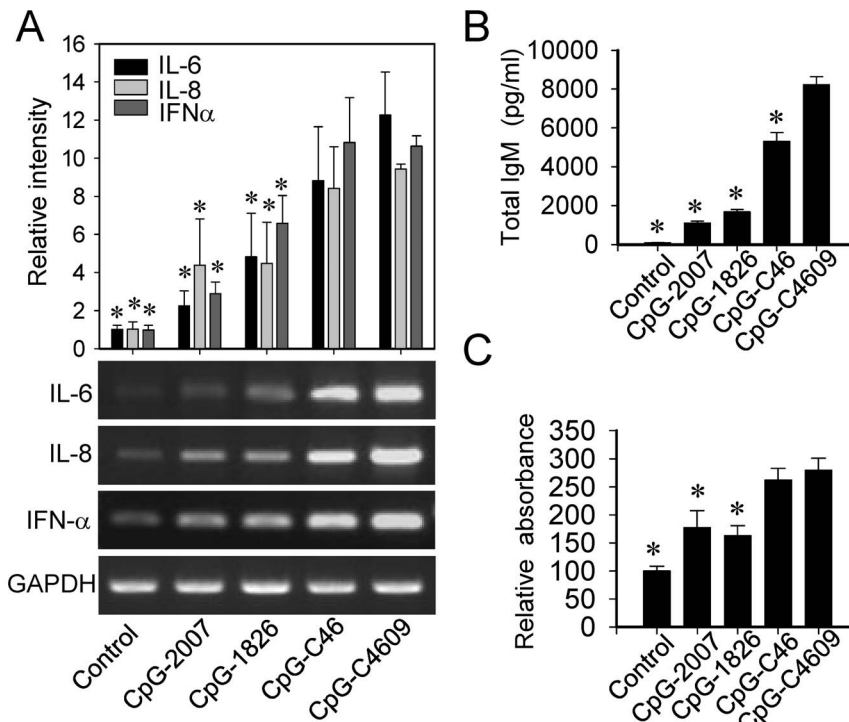 A
Relative intensity
16
14
12
10
8
6
4
2
0
IL-6
IL-8
IFNα
* * *
* * *
* * *
IL-6
IL-8
IFN-α
GAPDH
Control
CpG-2007
CpG-1826
CpG-C46
CpG-C4609
B
Total IgM (pg/ml)
10000
8000
6000
4000
2000
0
* * * *
Control
CpG-2007
CpG-1826
CpG-C46
CpG-C4609
C
Relative absorbance
350
300
250
200
150
100
50
0
* * *
Control
CpG-2007
CpG-1826
CpG-C46
CpG-C4609